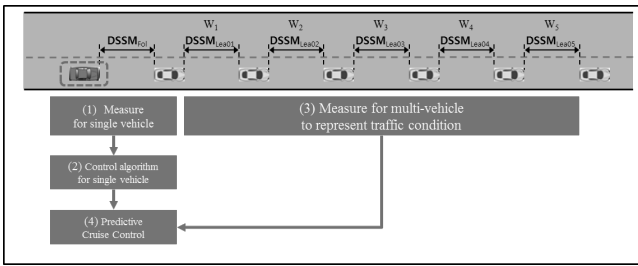 W1 W2 W3 W4 W5
DSSMFol DSSMLea01 DSSMLea02 DSSMLea03 DSSMLea04 DSSMLea05
(1) Measure
for single vehicle
(3) Measure for multi-vehicle
to represent traffic condition
(2) Control algorithm
for single vehicle
(4) Predictive
Cruise Control